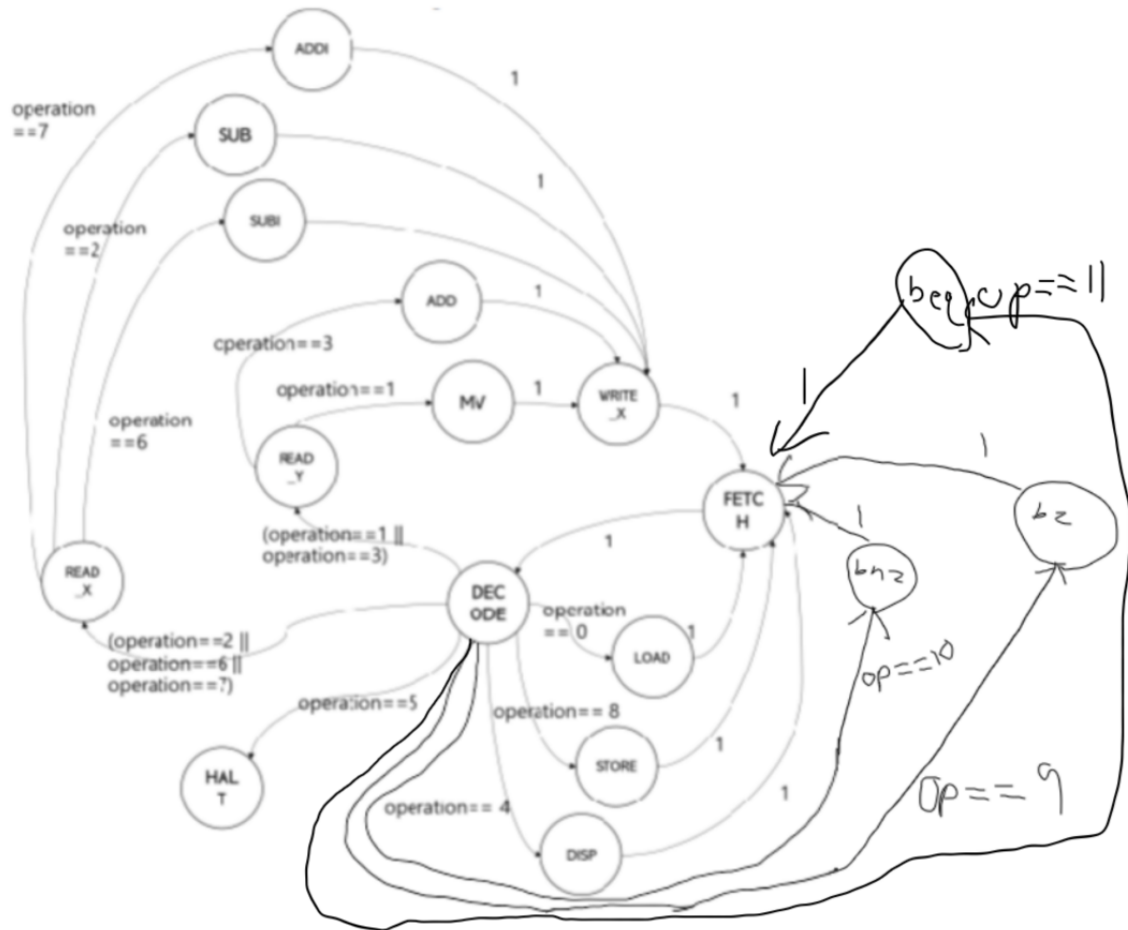 ADDI
1
operation
==7
SUB
1
operation
==2
SUBI
ADD
1
operation==3
operation==1
MV
1
WRITE
_X
1
operation
==6
READ
_Y
beq
op==11
1
FETC
H
1
bz
1
bnz
(operation==1 ||
operation==3)
1
READ
_X
DEC
ODE
operation
== 0
LOAD
1
op==10
(operation==2 ||
operation==6 ||
operation==7)
operation==5
operation== 8
HAL
T
STORE
1
operation== 4
DISP
1
Op==9